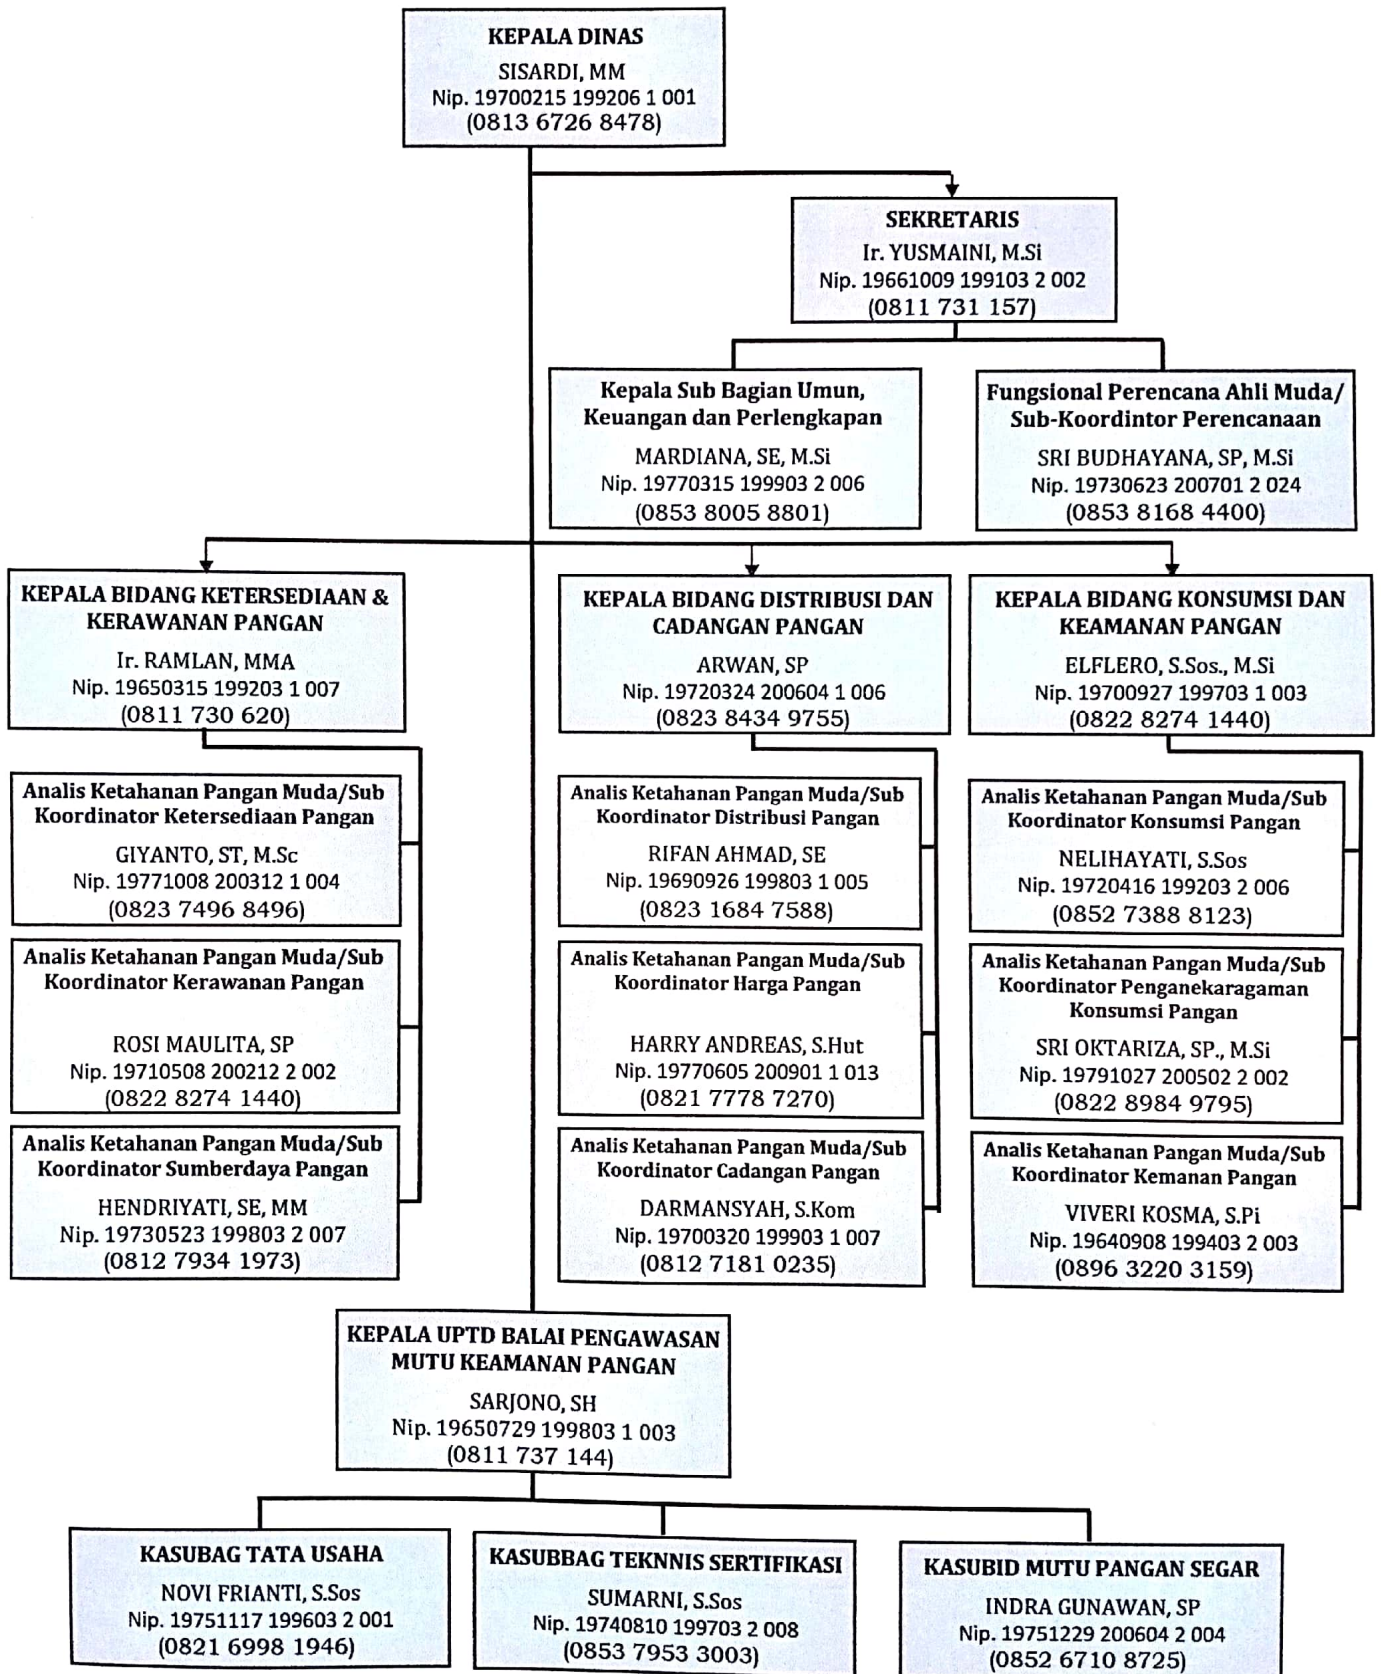 KEPALA DINAS
SISARDI, MM
Nip. 19700215 199206 1 001
(0813 6726 8478)
SEKRETARIS
Ir. YUSMAINI, M.Si
Nip. 19661009 199103 2 002
(0811 731 157)
Kepala Sub Bagian Umun,
Keuangan dan Perlengkapan
MARDIANA, SE, M.Si
Nip. 19770315 199903 2 006
(0853 8005 8801)
Fungsional Perencana Ahli Muda/
Sub-Koordintor Perencanaan
SRI BUDHAYANA, SP, M.Si
Nip. 19730623 200701 2 024
(0853 8168 4400)
KEPALA BIDANG KETERSEDIAAN &
KERAWANAN PANGAN
Ir. RAMLAN, MMA
Nip. 19650315 199203 1 007
(0811 730 620)
Analis Ketahanan Pangan Muda/Sub
Koordinator Ketersediaan Pangan
GIYANTO, ST, M.Sc
Nip. 19771008 200312 1 004
(0823 7496 8496)
Analis Ketahanan Pangan Muda/Sub
Koordinator Kerawanan Pangan
ROSI MAULITA, SP
Nip. 19710508 200212 2 002
(0822 8274 1440)
Analis Ketahanan Pangan Muda/Sub
Koordinator Sumberdaya Pangan
HENDRIYATI, SE, MM
Nip. 19730523 199803 2 007
(0812 7934 1973)
KEPALA BIDANG DISTRIBUSI DAN
CADANGAN PANGAN
ARWAN, SP
Nip. 19720324 200604 1 006
(0823 8434 9755)
Analis Ketahanan Pangan Muda/Sub
Koordinator Distribusi Pangan
RIFAN AHMAD, SE
Nip. 19690926 199803 1 005
(0823 1684 7588)
Analis Ketahanan Pangan Muda/Sub
Koordinator Harga Pangan
HARRY ANDREAS, S.Hut
Nip. 19770605 200901 1 013
(0821 7778 7270)
Analis Ketahanan Pangan Muda/Sub
Koordinator Cadangan Pangan
DARMANSYAH, S.Kom
Nip. 19700320 199903 1 007
(0812 7181 0235)
KEPALA BIDANG KONSUMSI DAN
KEAMANAN PANGAN
ELFLERO, S.Sos., M.Si
Nip. 19700927 199703 1 003
(0822 8274 1440)
Analis Ketahanan Pangan Muda/Sub
Koordinator Konsumsi Pangan
NELIHAYATI, S.Sos
Nip. 19720416 199203 2 006
(0852 7388 8123)
Analis Ketahanan Pangan Muda/Sub
Koordinator Penganekaragaman
Konsumsi Pangan
SRI OKTARIZA, SP., M.Si
Nip. 19791027 200502 2 002
(0822 8984 9795)
Analis Ketahanan Pangan Muda/Sub
Koordinator Kemanan Pangan
VIVERI KOSMA, S.Pi
Nip. 19640908 199403 2 003
(0896 3220 3159)
KEPALA UPTD BALAI PENGAWASAN
MUTU KEAMANAN PANGAN
SARJONO, SH
Nip. 19650729 199803 1 003
(0811 737 144)
KASUBAG TATA USAHA
NOVI FRIANTI, S.Sos
Nip. 19751117 199603 2 001
(0821 6998 1946)
KASUBBAG TEKNNIS SERTIFIKASI
SUMARNI, S.Sos
Nip. 19740810 199703 2 008
(0853 7953 3003)
KASUBID MUTU PANGAN SEGAR
INDRA GUNAWAN, SP
Nip. 19751229 200604 2 004
(0852 6710 8725)